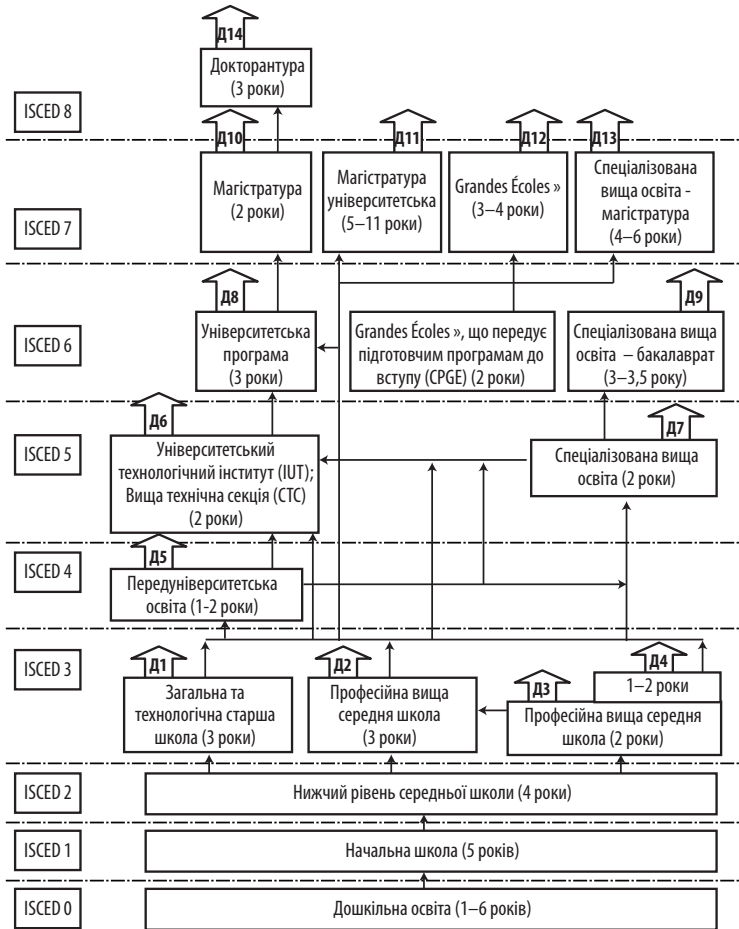 Д14
Докторантура
(3 роки)
ISCED 8
Д10
Д11
Д12
Д13
Магістратура
(2 роки)
Магістратура
університетська
(5–11 роки)
Grandes Écoles »
(3–4 роки)
Спеціалізована
вища освіта -
магістратура
(4–6 роки)
ISCED 7
Д8
Д9
Університетська
програма
(3 роки)
Grandes Écoles », що передує
підготовчим програмам до
вступу (CPGE) (2 роки)
Спеціалізована вища
освіта – бакалаврат
(3–3,5 року)
ISCED 6
Д6
Д7
Університетський
технологічний інститут (IUT);
Вища технічна секція (СТС)
(2 роки)
Спеціалізована вища
освіта (2 роки)
ISCED 5
Д5
Передуніверситетська
освіта (1-2 роки)
ISCED 4
Д1
Д2
Д3
Д4
1–2 роки
Загальна та
технологічна старша
школа (3 роки)
Професійна вища
середня школа
(3 роки)
Професійна вища середня
школа (2 роки)
ISCED 3
ISCED 2
Нижчий рівень середньої школи (4 роки)
ISCED 1
Начальна школа (5 років)
ISCED 0
Дошкільна освіта (1–6 років)